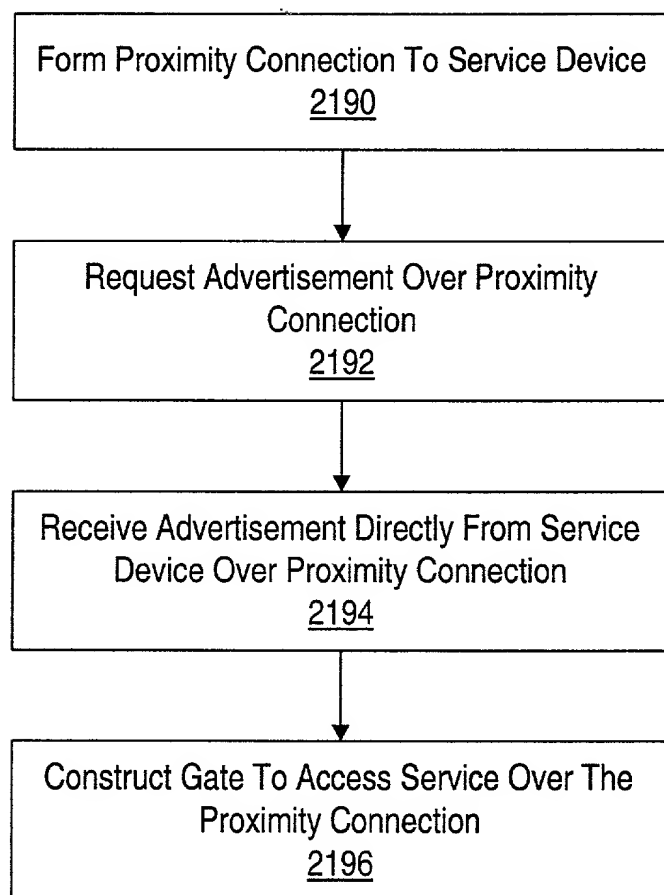 Form Proximity Connection To Service Device
2190
Request Advertisement Over Proximity
Connection
2192
Receive Advertisement Directly From Service
Device Over Proximity Connection
2194
Construct Gate To Access Service Over The
Proximity Connection
2196